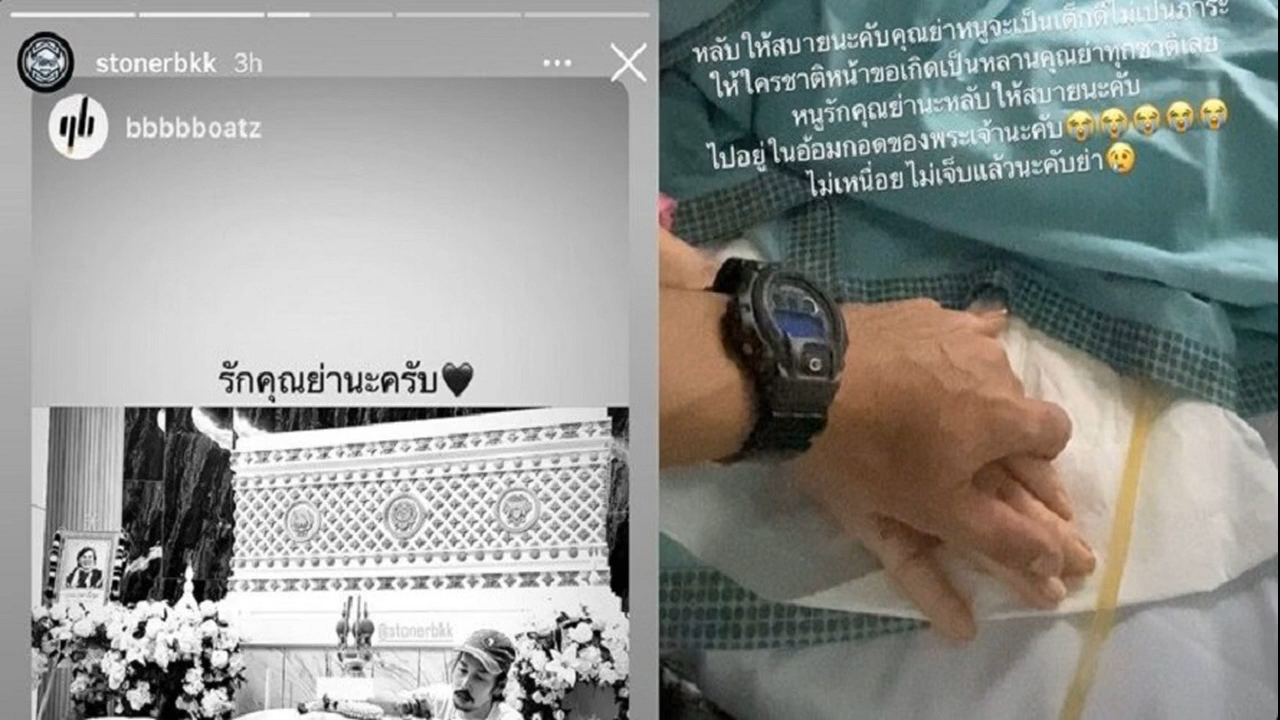 stonerbkk 3h
bbbbboatz
รักคุณย่านะครับ🖤
@stonerbkk
หลับให้สบายนะคับคุณย่าหนูจะเป็นเด็กดีไม่เป็นภาระ
ให้ใครชาติหน้าขอเกิดเป็นหลานคุณย่าทุกชาติเลย
หนูรักคุณย่านะหลับให้สบายนะคับ
ไปอยู่ในอ้อมกอดของพระเจ้านะคับ😭😭😭😭😭
ไม่เหนื่อยไม่เจ็บแล้วนะคับย่า😢
G